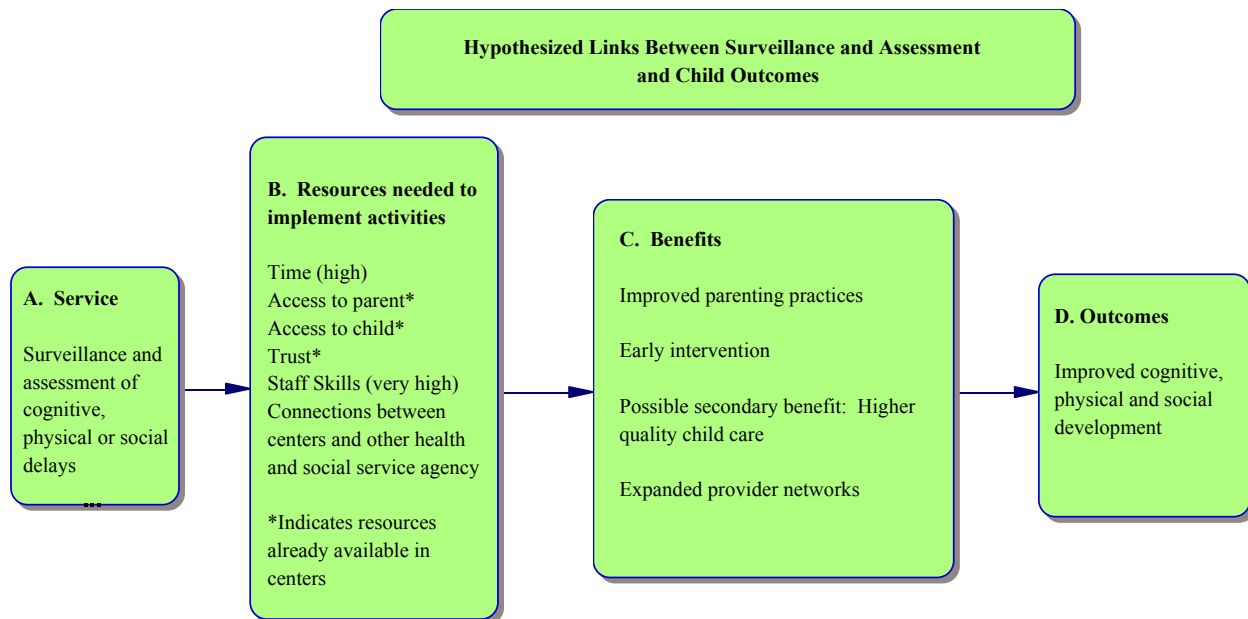 Hypothesized Links Between Surveillance and Assessment
and Child Outcomes
A. Service
Surveillance and
assessment of
cognitive,
physical or social
delays
...
B. Resources needed to
implement activities
Time (high)
Access to parent*
Access to child*
Trust*
Staff Skills (very high)
Connections between
centers and other health
and social service agency
*Indicates resources
already available in
centers
C. Benefits
Improved parenting practices
Early intervention
Possible secondary benefit: Higher
quality child care
Expanded provider networks
D. Outcomes
Improved cognitive,
physical and social
development